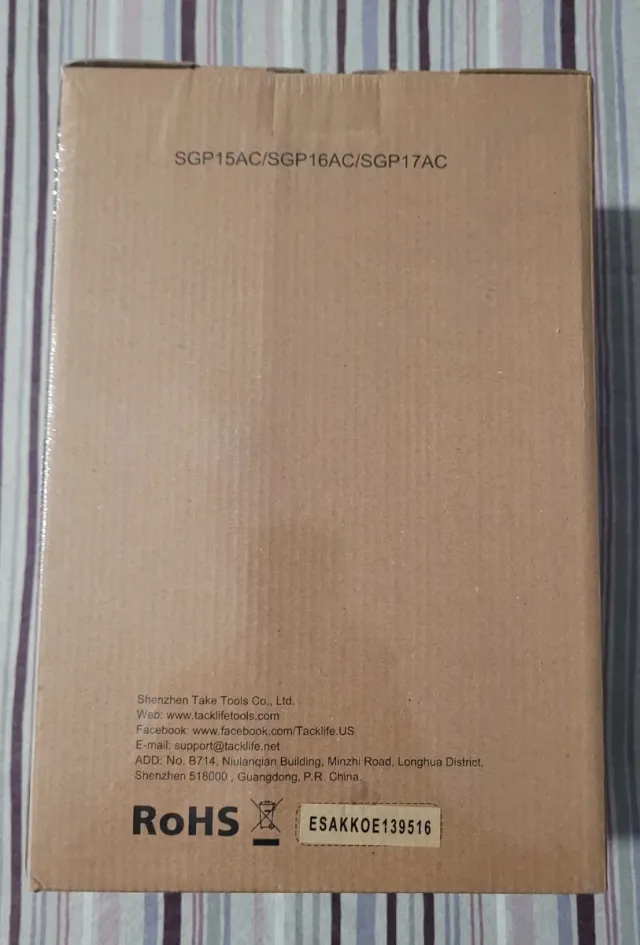 SGP15AC/SGP16AC/SGP17AC
Shenzhen Take Tools Co., Ltd.
Web: www.tacklifetools.com
Facebook: www.facebook.com/Tacklife.US
E-mail: support@tacklife.net
ADD: No. B714, Niulanqian Building, Minzhi Road, Longhua District,
Shenzhen 518000 , Guangdong, P.R. China.
RoHS
ESAKKOE139516